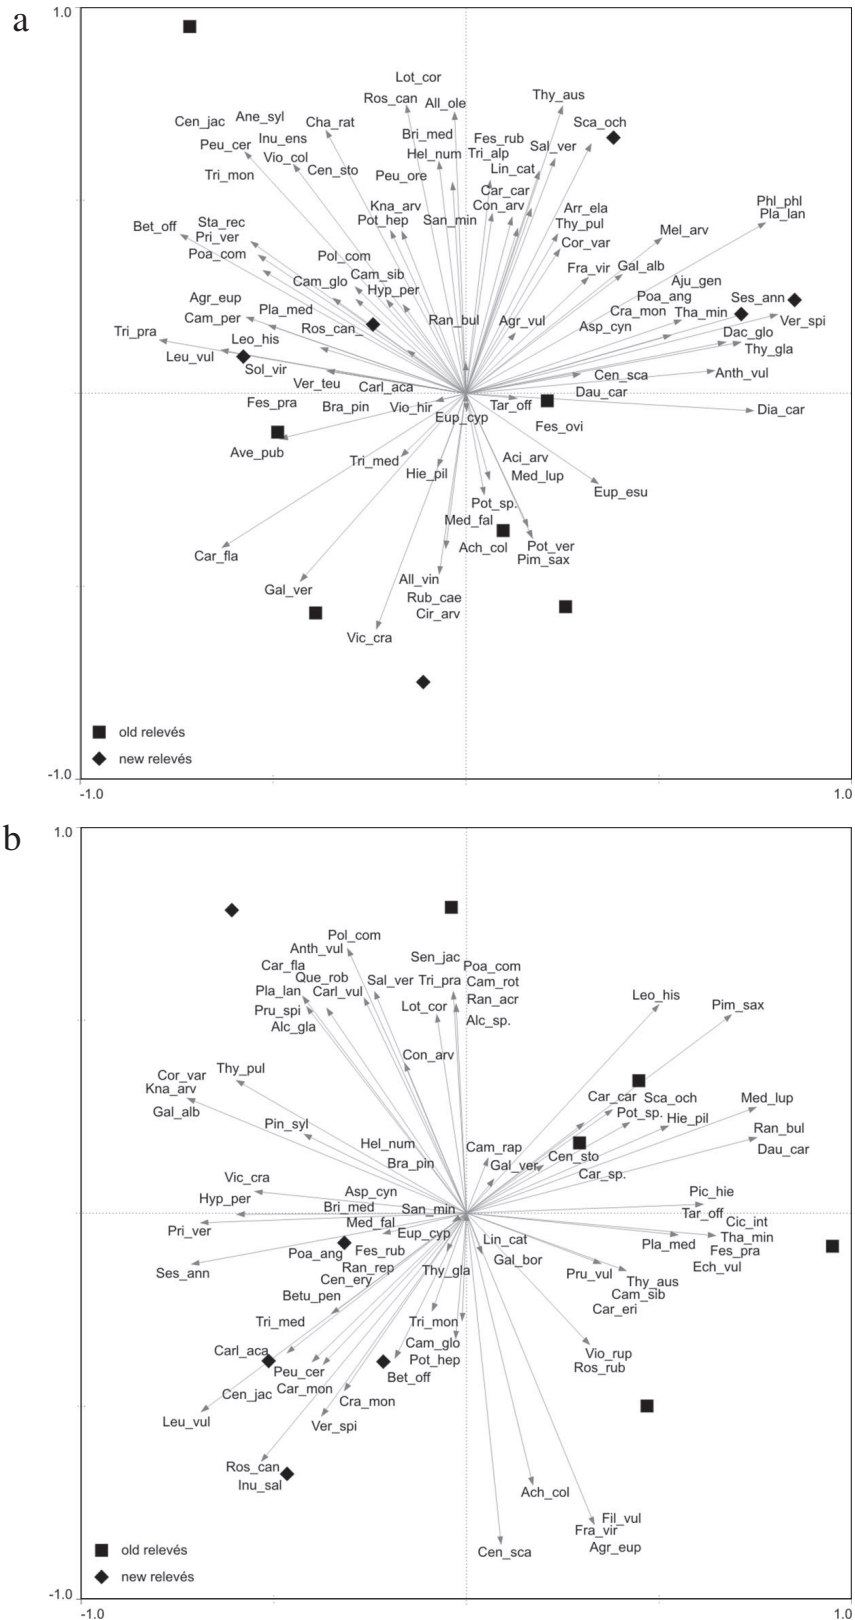 a
1.0
Lot_cor
Ros_can All_ole Thy_aus
Cen_jac Ane_syl Cha_rat Sca_och
Peu_cer Inu_ens Bri_med Fes_rub
Vio_col Hel_num Tri_alp Sal_ver
Tri_mon Cen_sto Peu_ore Lin_cat
Car_car
Kna_arv Con_arv Arr_ela Phl_phl
Bet_off Sta_rec Pot_hep San_min Thy_pul Pla_lan
Pri_ver Cor_var Mel_arv
Poa_com Pol_com
Cam_glo Cam_sib Fra_vir Gal_alb
Hyp_per Aju_gen
Agr_eup Pla_med Poa_ang Ses_ann
Cam_per Ros_can_ Ran_bul Agr_vul Cra_mon Tha_min Ver_spi
Tri_pra Leo_his Asp_cyn Dac_glo
Leu_vul Thy_gla
Sol_vir Cen_sca Anth_vul
Ver_teu Carl_aca Dau_car
Fes_pra Bra_pin Vio_hir Tar_off Dia_car
Eup_cyp Fes_ovi
Ave_pub
Tri_med Aci_arv
Hie_pil Med_lup
Eup_esu
Pot_sp.
Med_fal
Car_fla Ach_col Pot_ver
Pim_sax
All_vin
Gal_ver Rub_cae
Cir_arv
Vic_cra
old relevés
new relevés
-1.0
-1.0 1.0
b
1.0
Pol_com
Anth_vul
Car_fla Sen_jac Poa_com
Que_rob Sal_ver Tri_pra Cam_rot
Pla_lan Carl_vul Ran_acr Leo_his
Pru_spi Lot_cor Pim_sax
Alc_gla Alc_sp.
Con_arv
Cor_var Thy_pul
Kna_arv Car_car Sca_och Med_lup
Gal_alb Pot_sp. Hie_pil
Pin_syl Ran_bul
Hel_num Cam_rap Dau_car
Bra_pin Gal_ver Cen_sto
Vic_cra Car_sp.
Hyp_per Asp_cyn Pic_hie
Bri_med San_min Tar_off
Pri_ver Med_fal Cic_int
Eup_cyp Lin_cat Tha_min
Poa_ang Fes_rub Pla_med Fes_pra
Ses_ann Ran_rep Gal_bor Ech_vul
Cen_ery Thy_gla Pru_vul Thy_aus
Betu_pen Cam_sib
Tri_med Tri_mon Car_eri
Carl_aca Cam_glo Vio_rup
Peu_cer Pot_hep Ros_rub
Cen_jac Car_mon Bet_off
Cra_mon
Leu_vul Ver_spi
Ros_can
Inu_sal Ach_col
Fil_vul
Fra_vir
Cen_sca Agr_eup
old relevés
new relevés
-1.0
-1.0 1.0